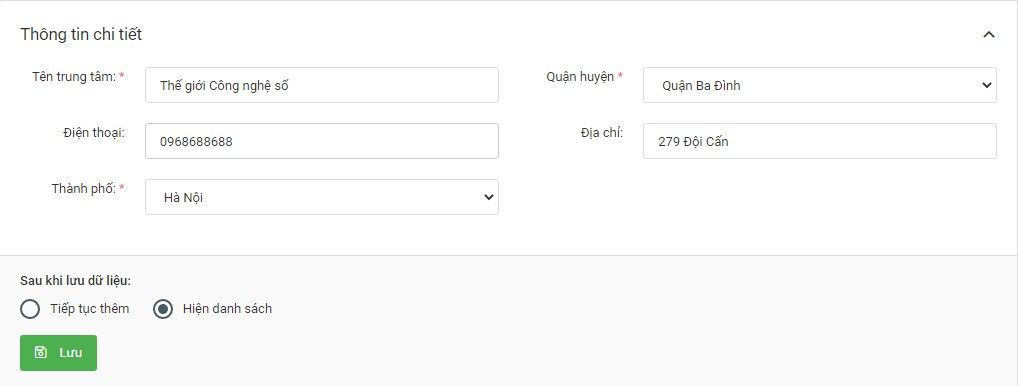 Thông tin chi tiết
Tên trung tâm: *
Thế giới Công nghệ số
Quận huyện *
Quận Ba Đình
Điện thoại:
0968688688
Địa chỉ:
279 Đội Cấn
Thành phố: *
Hà Nội
Sau khi lưu dữ liệu:
Tiếp tục thêm
Hiện danh sách
Lưu